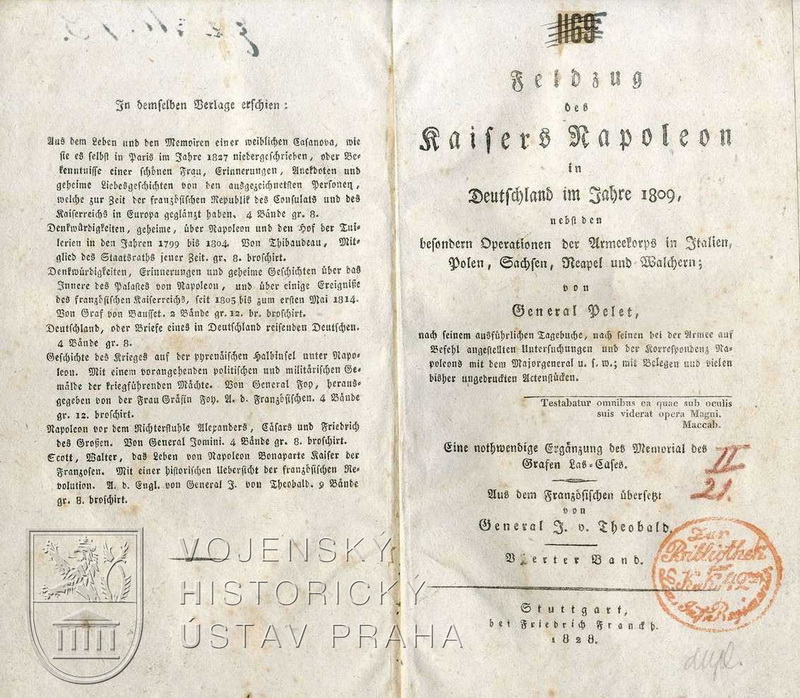 In demselben Verlage erschien:
Aus dem Leben und den Memoiren einer weiblichen Casanova, wie
sie es selbst in Paris im Jahre 1827 niedergeschrieben, oder Be-
kenntnisse einer schönen Frau, Erinnerungen, Anekdoten und
geheime Liebesgeschichten von den ausgezeichnetsten Personen,
welche zur Zeit der französischen Republik des Consulats und des
Kaiserreichs in Europa geglänzt haben. 4 Bände gr. 8.
Denkwürdigkeiten, geheime, über Napoleon und den Hof der Tui-
lerien in den Jahren 1799 bis 1804. Von Thibaudeau, Mit-
glied des Staatsraths jener Zeit. gr. 8. broschirt.
Denkwürdigkeiten, Erinnerungen und geheime Geschichten über das
Innere des Palastes von Napoleon, und über einige Ereignisse
des französischen Kaiserreichs, seit 1805 bis zum ersten Mai 1814.
Von Graf von Bausset. 2 Bände gr. 12. br. broschirt.
Deutschland, oder Briefe eines in Deutschland reisenden Deutschen.
4 Bände gr. 8.
Geschichte des Krieges auf der pyrenäischen Halbinsel unter Napo-
leon. Mit einem vorangehenden politischen und militärischen Ge-
mälde der kriegführenden Mächte. Von General Foy, heraus-
gegeben von der Frau Gräfin Foy. A. d. Französischen. 4 Bände
gr. 12. broschirt.
Napoleon vor dem Richterstuhle Alexanders, Cäsars und Friedrich
des Großen. Von General Jomini. 4 Bände gr. 8. broschirt.
Scott, Walter, das Leben von Napoleon Bonaparte Kaiser der
Franzosen. Mit einer historischen Uebersicht der französischen Re-
volution. A. d. Engl. von General J. von Theobald. 9 Bände
gr. 8. broschirt.
VOJENSKÝ
HISTORICKÝ
ÚSTAV PRAHA
1169
Feldzug
des
Kaisers Napoleon
in
Deutschland im Jahre 1809,
nebst den
besondern Operationen der Armeekorps in Italien,
Polen, Sachsen, Neapel und Walchern;
von
General Pelet,
nach seinem ausführlichen Tagebuche, nach seinen bei der Armee auf
Befehl angestellten Untersuchungen und der Korrespondenz Na-
poleons mit dem Majorgeneral u. s. w.; mit Belegen und vielen
bisher ungedruckten Actenstücken.
Testabatur omnibus ea quae sub oculis
suis viderat opera Magni.
Maccab.
Eine nothwendige Ergänzung des Memorial des
Grafen Las-Cases.
II
21.
Aus dem Französischen übersetzt
von
General J. v. Theobald.
Vierter Band.
Zur
Bibliothek
Stuttgart,
bei Friedrich Franckh.
1828.
dupl.